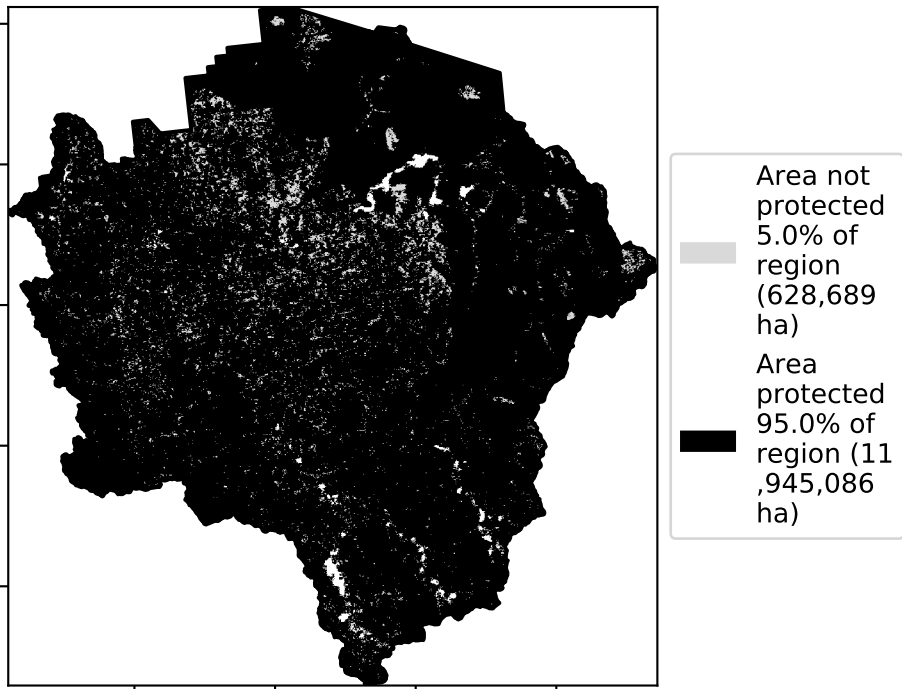 Area not
protected
5.0% of
region
(628,689
ha)
Area
protected
95.0% of
region (11
,945,086
ha)